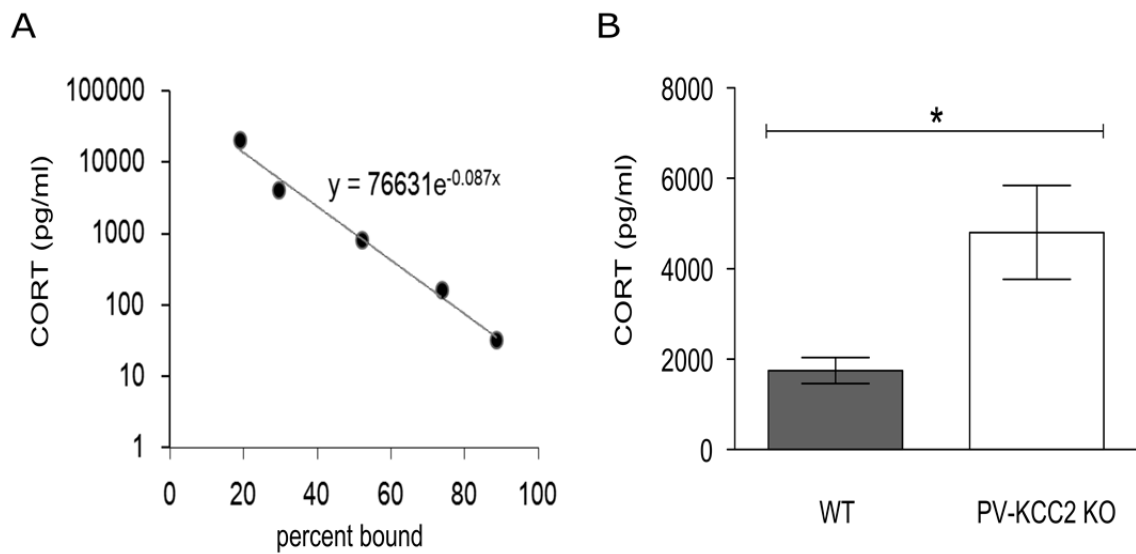 A
CORT (pg/ml)
100000
10000
1000
100
10
1
y = 76631e^-0.087x
0 20 40 60 80 100
percent bound
B
CORT (pg/ml)
8000
6000
4000
2000
0
*
WT PV-KCC2 KO